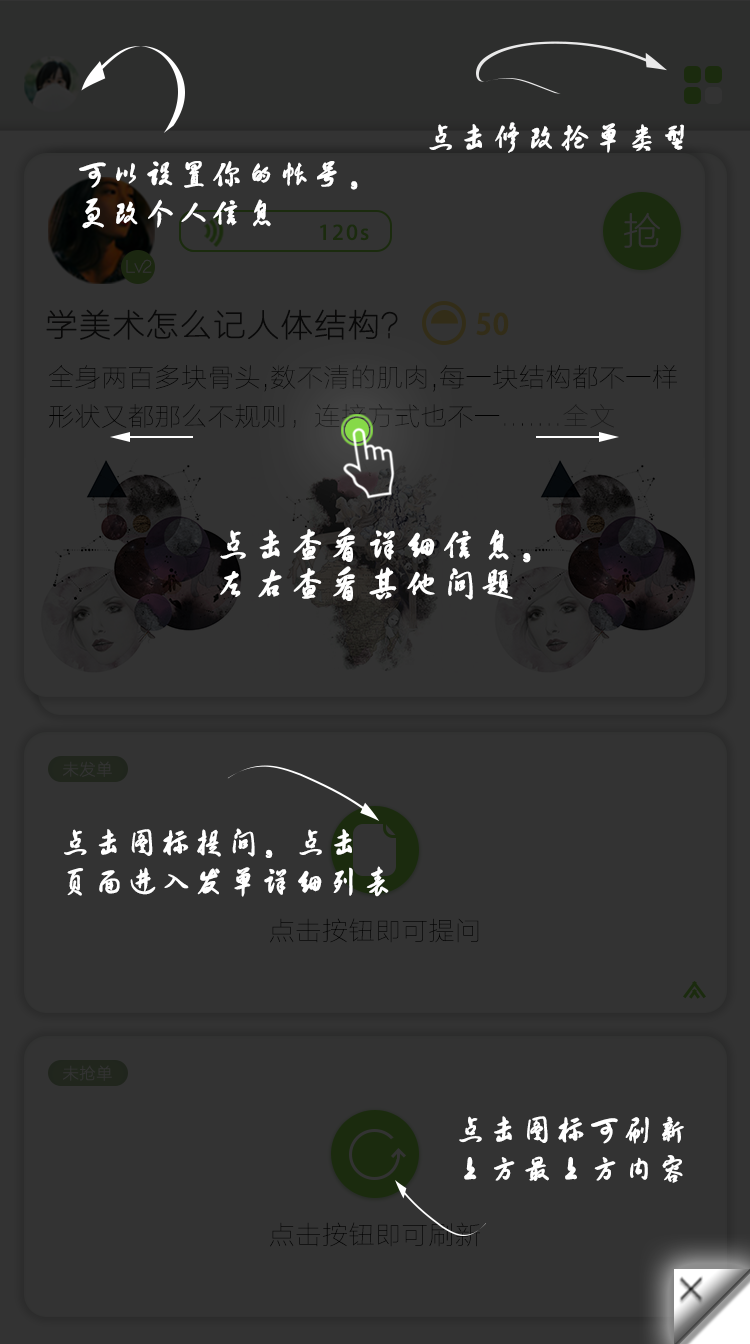 点击修改抢单类型
可以设置你的帐号。
更改个人信息
120s
抢
Lv2
学美术怎么记人体结构？
50
全身两百多块骨头,数不清的肌肉,每一块结构都不一样
形状又都那么不规则，连接方式也不一.......全文
点击查看详细信息。
左右查看其他问题
未发单
点击图标提问。点击
页面进入发单详细列表
点击按钮即可提问
未抢单
点击图标可刷新
上方最上方内容
点击按钮即可刷新